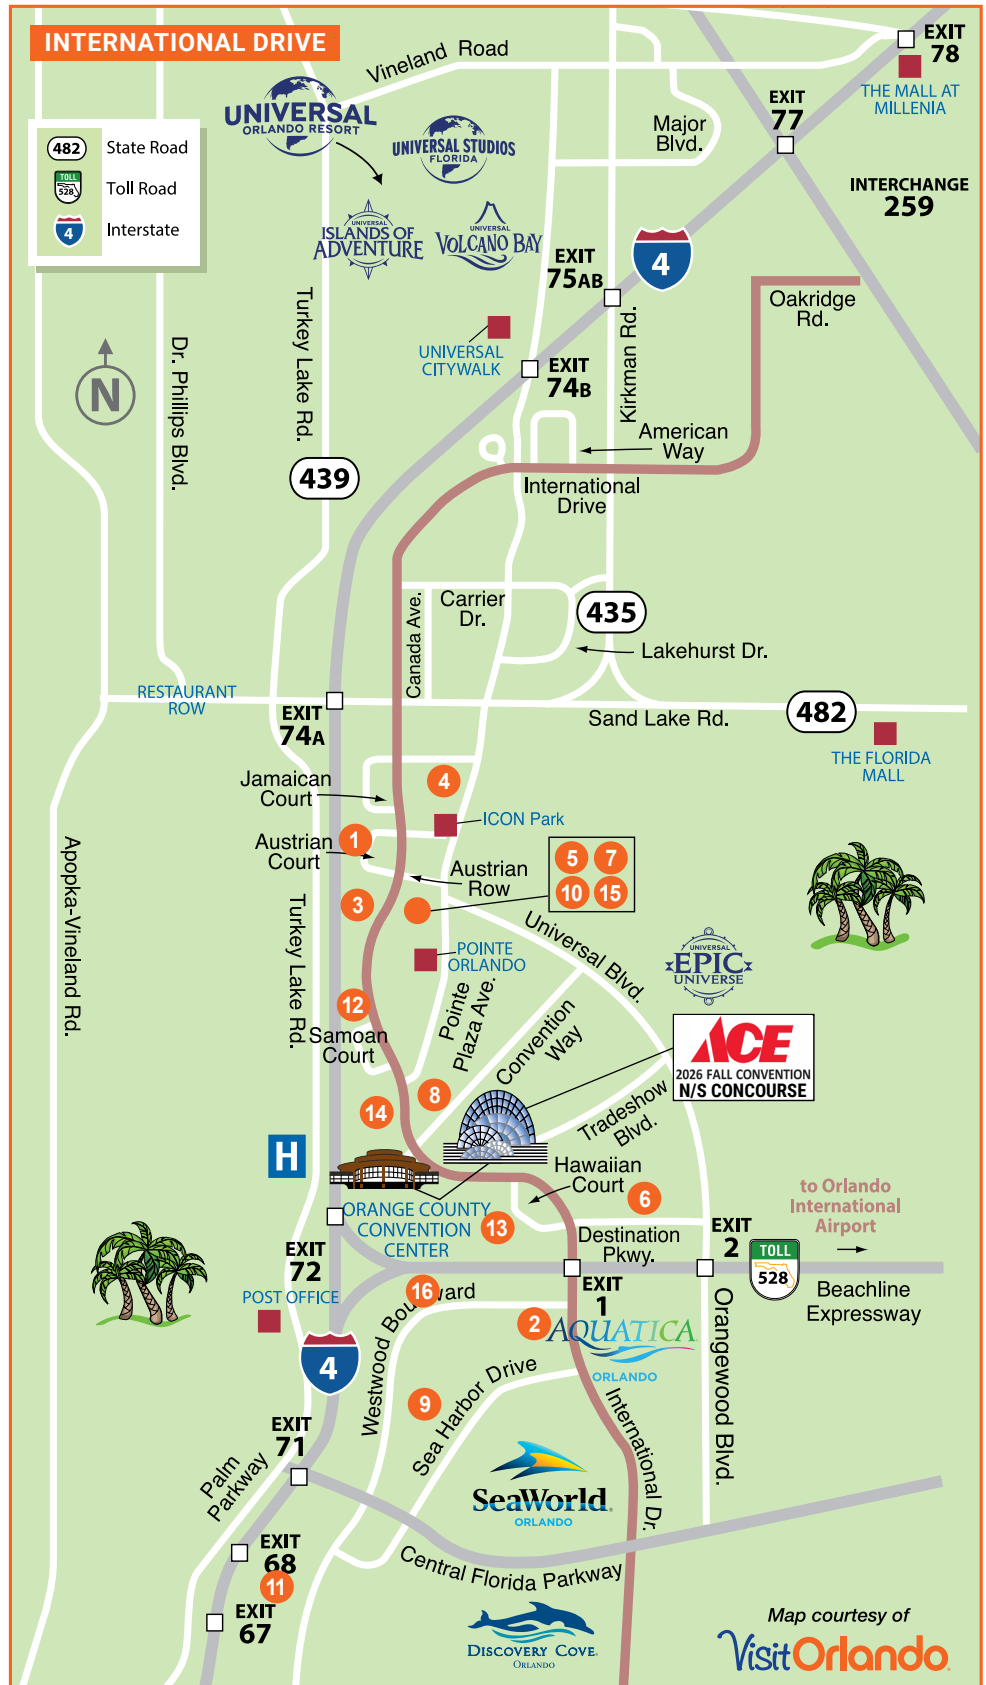 INTERNATIONAL DRIVE
482 State Road
TOLL
528
Toll Road
4 Interstate
Vineland Road
EXIT
78
THE MALL AT
MILLENIA
UNIVERSAL
ORLANDO RESORT
UNIVERSAL STUDIOS
FLORIDA
Major
Blvd.
EXIT
77
INTERCHANGE
259
UNIVERSAL
ISLANDS OF
ADVENTURE
UNIVERSAL
VOLCANO BAY
EXIT
75AB
4
Oakridge
Rd.
Turkey Lake Rd.
Dr. Phillips Blvd.
N
UNIVERSAL
CITYWALK
EXIT
74B
Kirkman Rd.
American
Way
439
International
Drive
Canada Ave.
Carrier
Dr.
435
Lakehurst Dr.
RESTAURANT
ROW
EXIT
74A
Sand Lake Rd.
482
THE FLORIDA
MALL
Jamaican
Court
4
ICON Park
Austrian
Court
1
5 7
10 15
Austrian
Row
Apopka-Vineland Rd.
Turkey Lake Rd.
3
Universal Blvd.
POINTE
ORLANDO
UNIVERSAL
EPIC
UNIVERSE
12
Samoan
Court
Pointe
Plaza Ave.
Convention
Way
ACE
2026 FALL CONVENTION
N/S CONCOURSE
8
14
Tradeshow
Blvd.
H
Hawaiian
Court
6
ORANGE COUNTY
CONVENTION
CENTER
13
to Orlando
International
Airport
Destination
Pkwy.
EXIT
2
TOLL
528
EXIT
72
Beachline
Expressway
POST OFFICE
16
Westwood Boulevard
EXIT
1
2
AQUATICA
ORLANDO
4
Orangewood Blvd.
Sea Harbor Drive
9
International Dr.
EXIT
71
Palm
Parkway
SeaWorld
ORLANDO
EXIT
68
11
Central Florida Parkway
EXIT
67
DISCOVERY COVE
ORLANDO
Map courtesy of
Visit Orlando